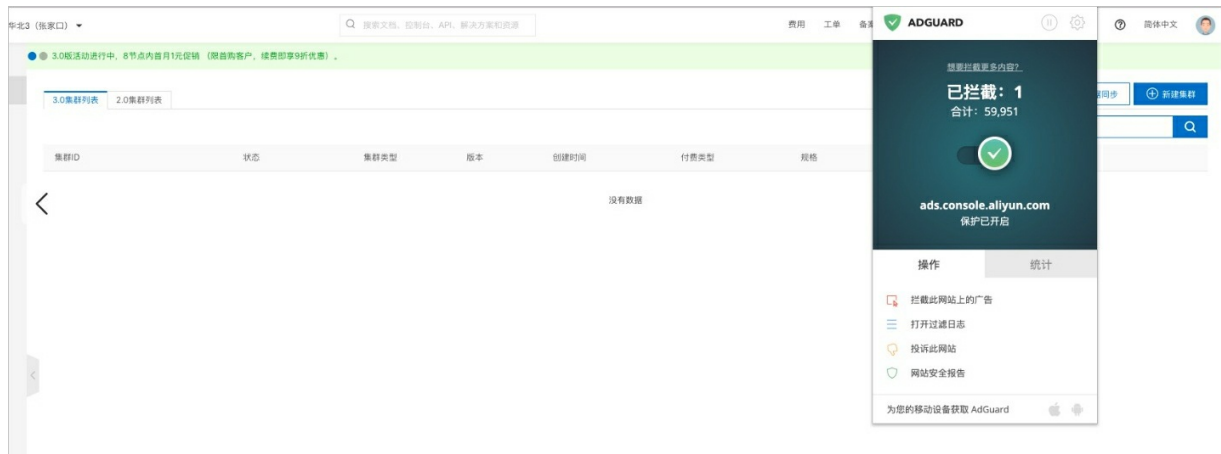 华北3（张家口）
搜索文档、控制台、API、解决方案和资源
费用 工单 备案
简体中文
3.0版活动进行中，8节点内首月1元促销（限首购客户，续费即享9折优惠）。
3.0集群列表 2.0集群列表
据同步 新建集群
集群ID 状态 集群类型 版本 创建时间 付费类型 规格
没有数据
ADGUARD
想要拦截更多内容?
已拦截：1
合计：59,951
ads.console.aliyun.com
保护已开启
操作 统计
拦截此网站上的广告
打开过滤日志
投诉此网站
网站安全报告
为您的移动设备获取 AdGuard